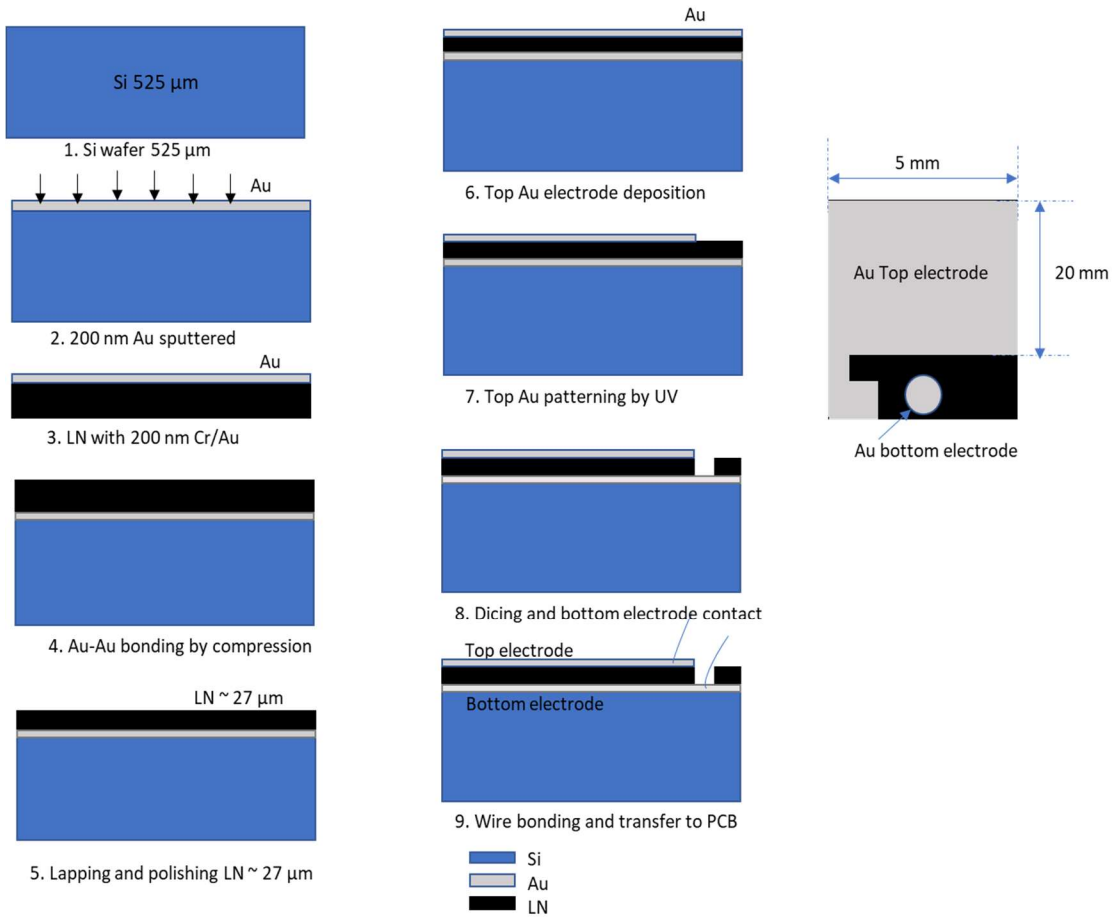 Si 525 μm
1. Si wafer 525 μm
Au
2. 200 nm Au sputtered
Au
3. LN with 200 nm Cr/Au
4. Au-Au bonding by compression
LN ~ 27 μm
5. Lapping and polishing LN ~ 27 μm
Au
6. Top Au electrode deposition
7. Top Au patterning by UV
8. Dicing and bottom electrode contact
Top electrode
Bottom electrode
9. Wire bonding and transfer to PCB
Si
Au
LN
5 mm
Au Top electrode
20 mm
Au bottom electrode